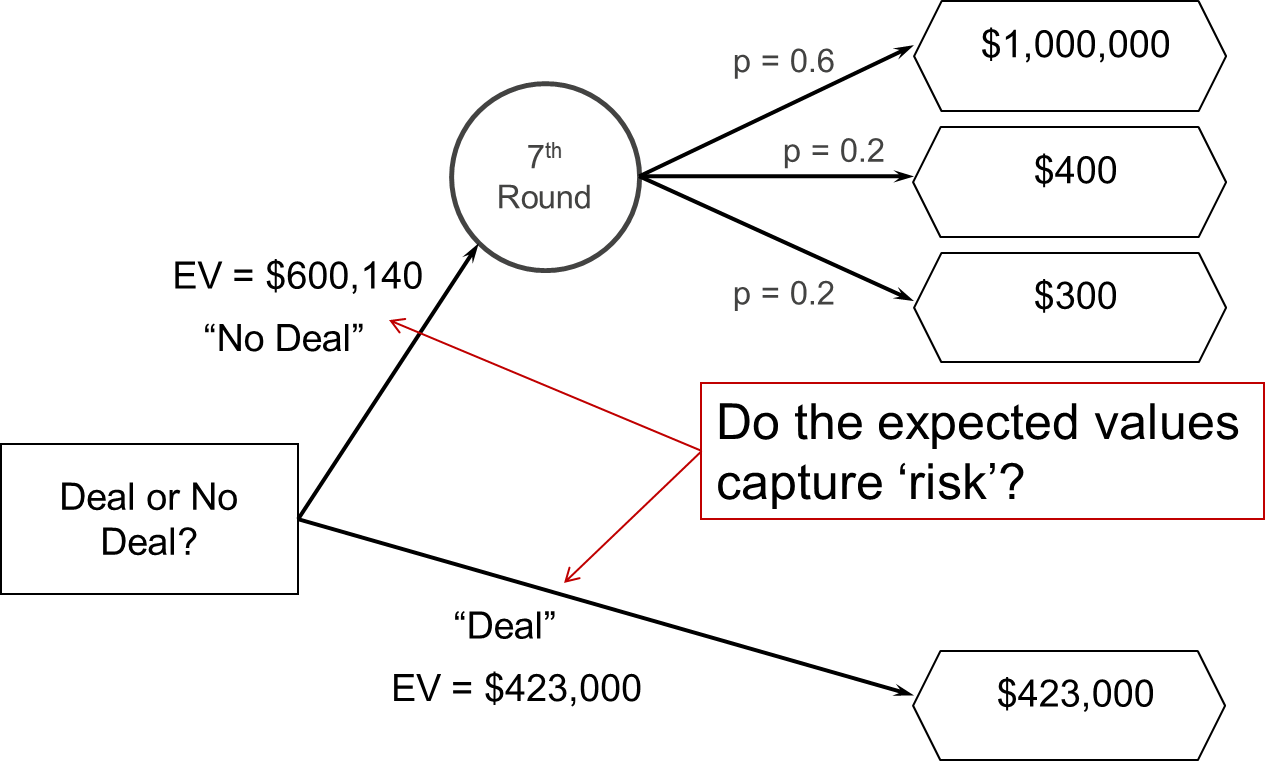 p = 0.6
$1,000,000
7th
Round
p = 0.2
$400
p = 0.2
$300
EV = $600,140
“No Deal”
Do the expected values
capture ‘risk’?
Deal or No
Deal?
“Deal”
EV = $423,000
$423,000